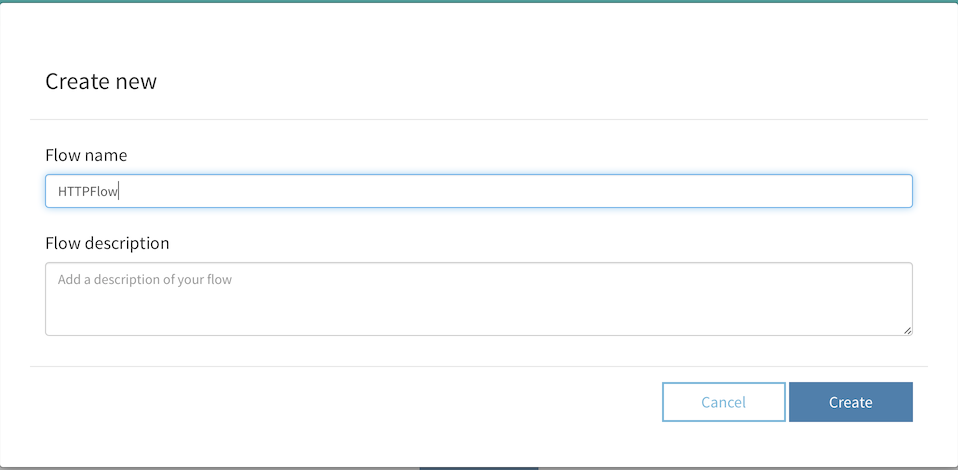 Create new
Flow name
HTTPFlow
Flow description
Add a description of your flow
Cancel
Create